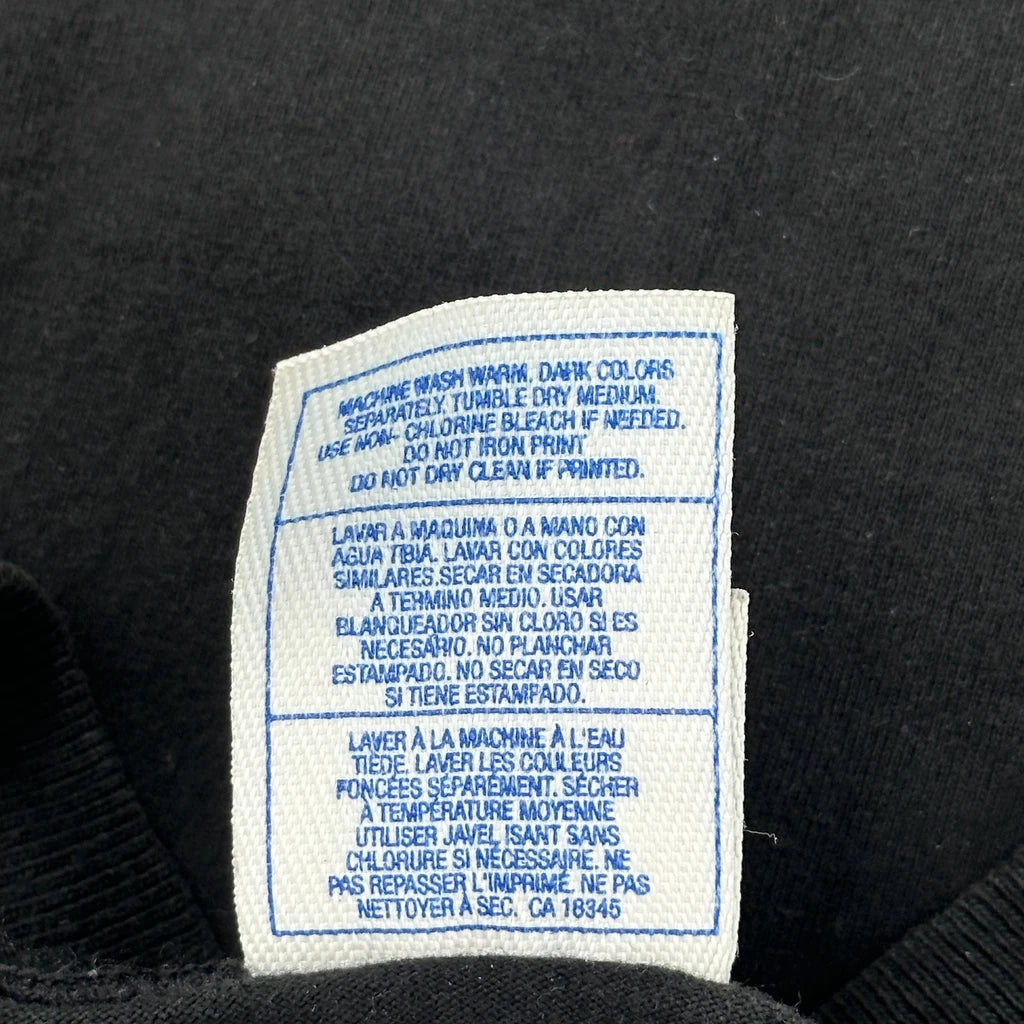 MACHINE WASH WARM, DARK COLORS
SEPARATELY. TUMBLE DRY MEDIUM.
USE NON- CHLORINE BLEACH IF NEEDED.
DO NOT IRON PRINT
DO NOT DRY CLEAN IF PRINTED.
LAVAR A MAQUINA O A MANO CON
AGUA TIBIA. LAVAR CON COLORES
SIMILARES.SECAR EN SECADORA
A TERMINO MEDIO. USAR
BLANQUEADOR SIN CLORO SI ES
NECESARIO. NO PLANCHAR
ESTAMPADO. NO SECAR EN SECO
SI TIENE ESTAMPADO.
LAVER À LA MACHINE À L'EAU
TIEDE. LAVER LES COULEURS
FONCÉES SÉPARÉMENT. SÉCHER
À TEMPÉRATURE MOYENNE
UTILISER JAVEL ISANT SANS
CHLORURE SI NÉCESSAIRE. NE
PAS REPASSER L'IMPRIMÉ. NE PAS
NETTOYER À SEC. CA 18345